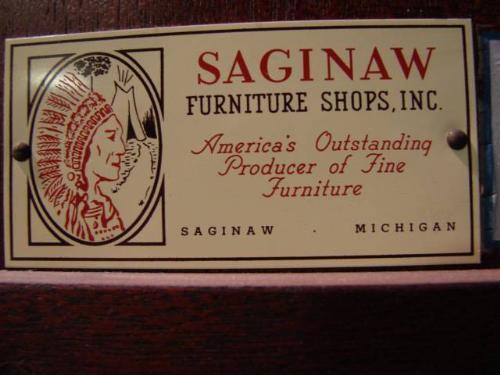 SAGINAW
FURNITURE SHOPS, INC.
America's Outstanding
Producer of Fine
Furniture
SAGINAW . MICHIGAN